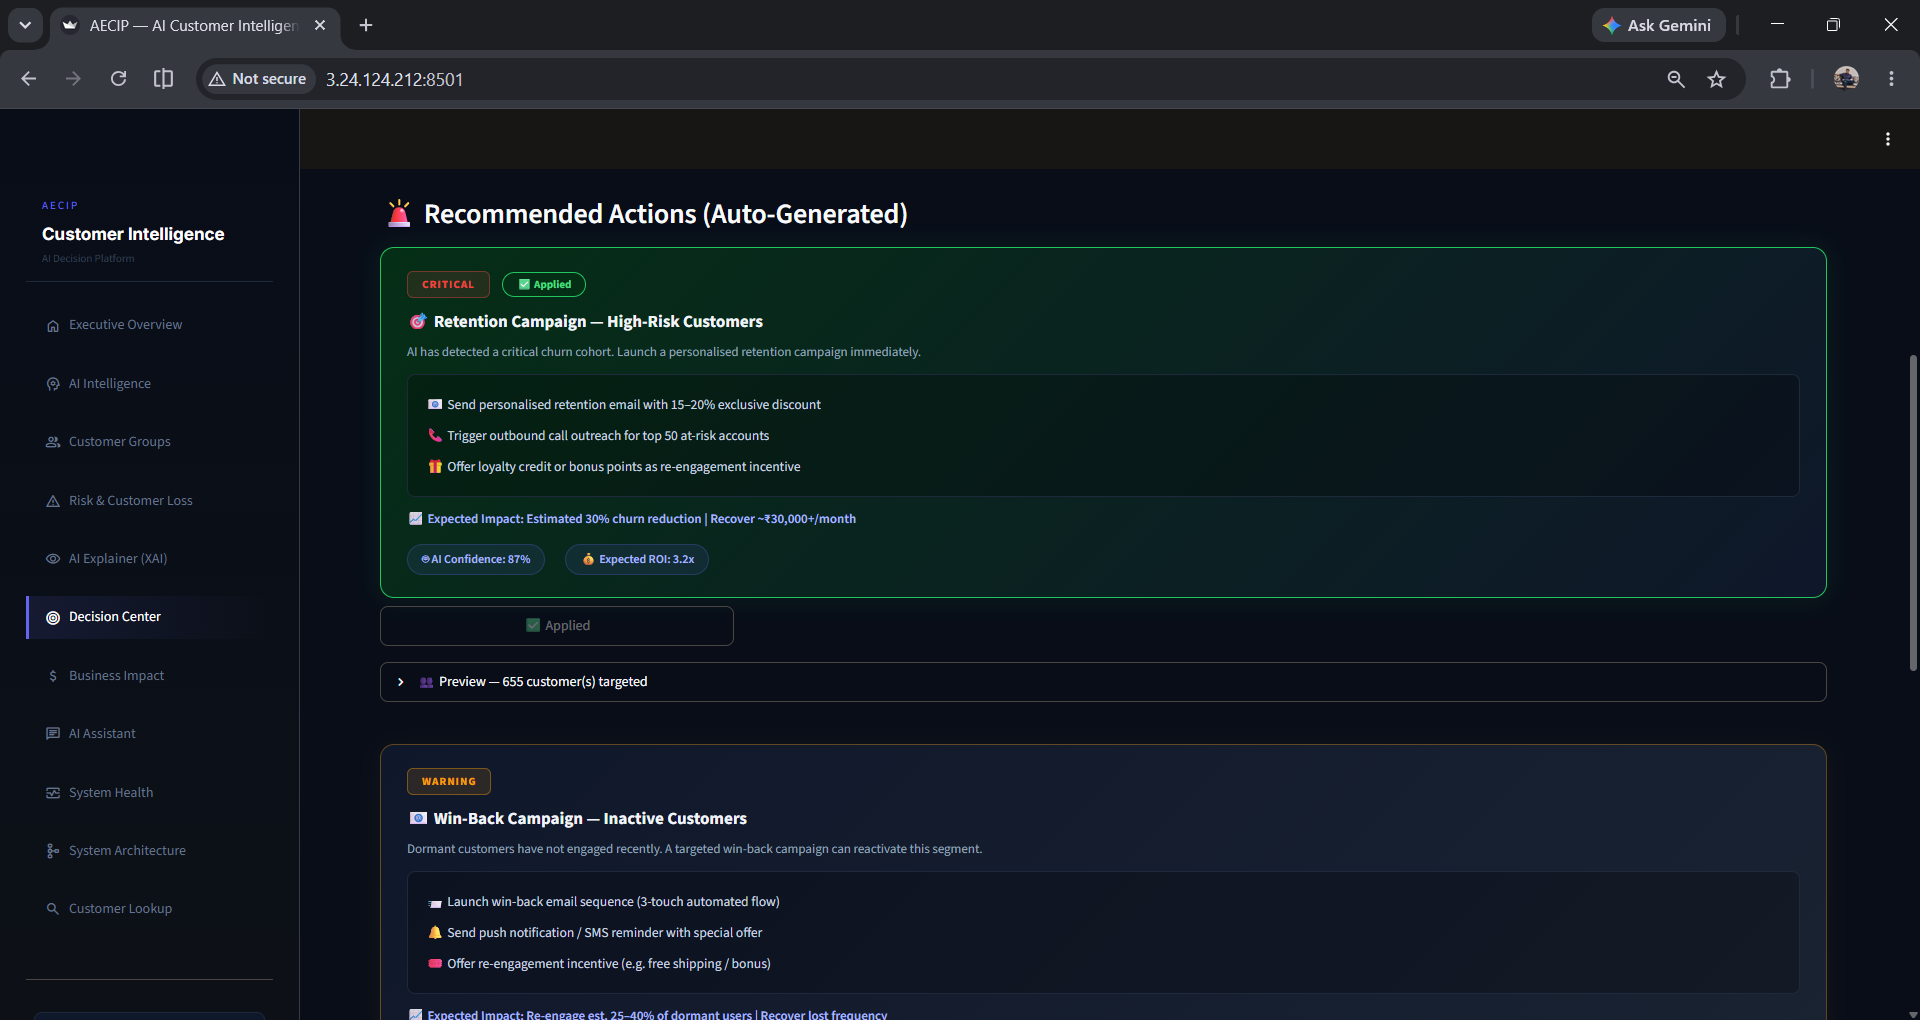 AECIP — AI Customer Intelligen
Ask Gemini
Not secure
3.24.124.212:8501
AECIP
Customer Intelligence
AI Decision Platform
Executive Overview
AI Intelligence
Customer Groups
Risk & Customer Loss
AI Explainer (XAI)
Decision Center
Business Impact
AI Assistant
System Health
System Architecture
Customer Lookup
Recommended Actions (Auto-Generated)
CRITICAL
✅ Applied
🎯 Retention Campaign — High-Risk Customers
AI has detected a critical churn cohort. Launch a personalised retention campaign immediately.
Send personalised retention email with 15–20% exclusive discount
Trigger outbound call outreach for top 50 at-risk accounts
Offer loyalty credit or bonus points as re-engagement incentive
Expected Impact: Estimated 30% churn reduction | Recover ~₹30,000+/month
AI Confidence: 87%
Expected ROI: 3.2x
✅ Applied
Preview — 655 customer(s) targeted
WARNING
Win-Back Campaign — Inactive Customers
Dormant customers have not engaged recently. A targeted win-back campaign can reactivate this segment.
Launch win-back email sequence (3-touch automated flow)
Send push notification / SMS reminder with special offer
Offer re-engagement incentive (e.g. free shipping / bonus)
Expected Impact: Re-engage est. 25–40% of dormant users | Recover lost frequency